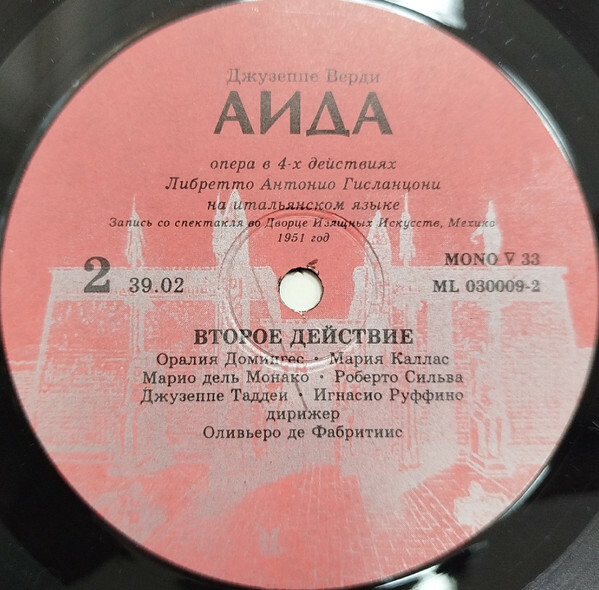 Джузеппе Верди
АИДА
опера в 4-х действиях
Либретто Антонио Гисланцони
на итальянском языке
Запись со спектакля во Дворце Изящных Искусств, Мехико
1951 год
2 39.02
MONO ∇ 33
ML 030009-2
ВТОРОЕ ДЕЙСТВИЕ
Оралия Домингес · Мария Каллас
Марио дель Монако · Роберто Сильва
Джузеппе Таддеи · Игнасио Руффино
дирижер
Оливьеро де Фабритиис